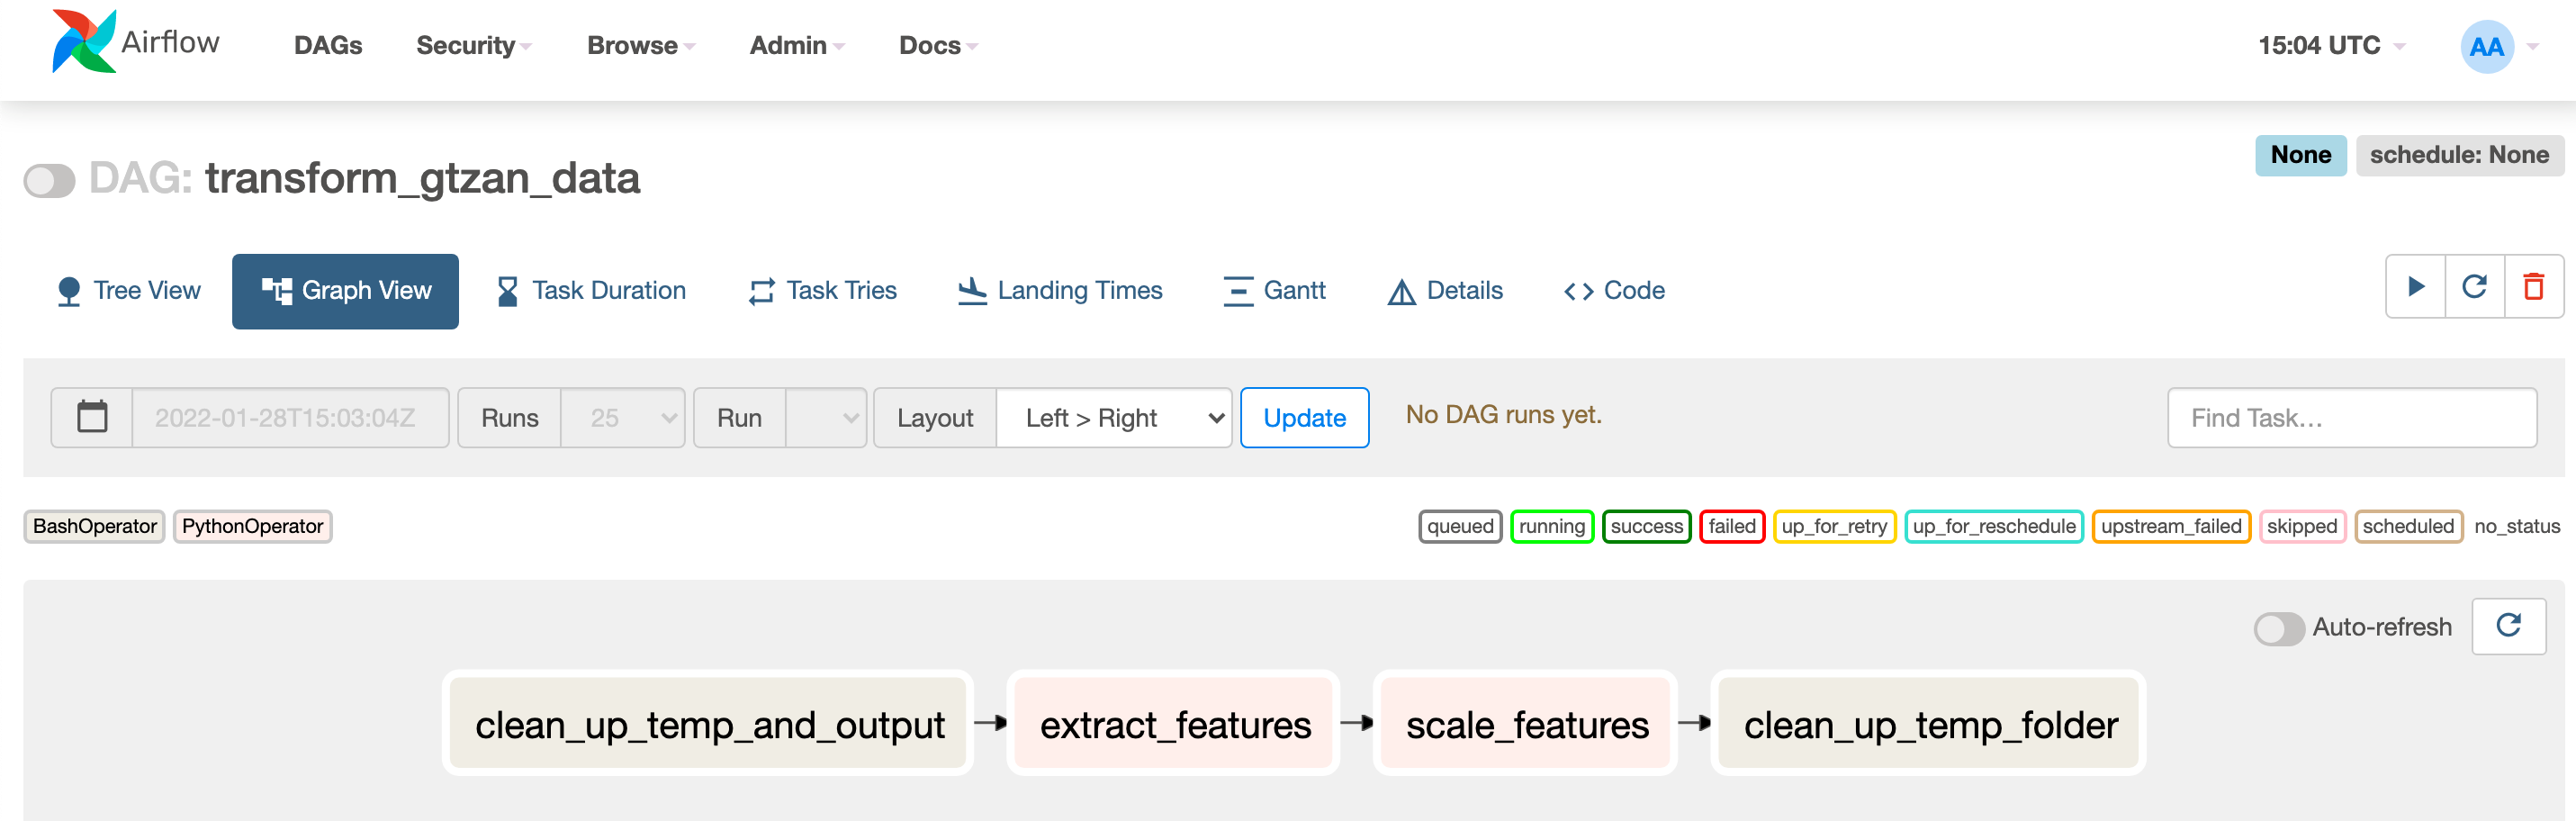 Airflow DAGs Security Browse Admin Docs 15:04 UTC AA
None schedule: None
DAG: transform_gtzan_data
Tree View Graph View Task Duration Task Tries Landing Times Gantt Details Code
2022-01-28T15:03:04Z Runs 25 Run Layout Left > Right Update No DAG runs yet. Find Task…
BashOperator PythonOperator queued running success failed up_for_retry up_for_reschedule upstream_failed skipped scheduled no_status
Auto-refresh
clean_up_temp_and_output extract_features scale_features clean_up_temp_folder